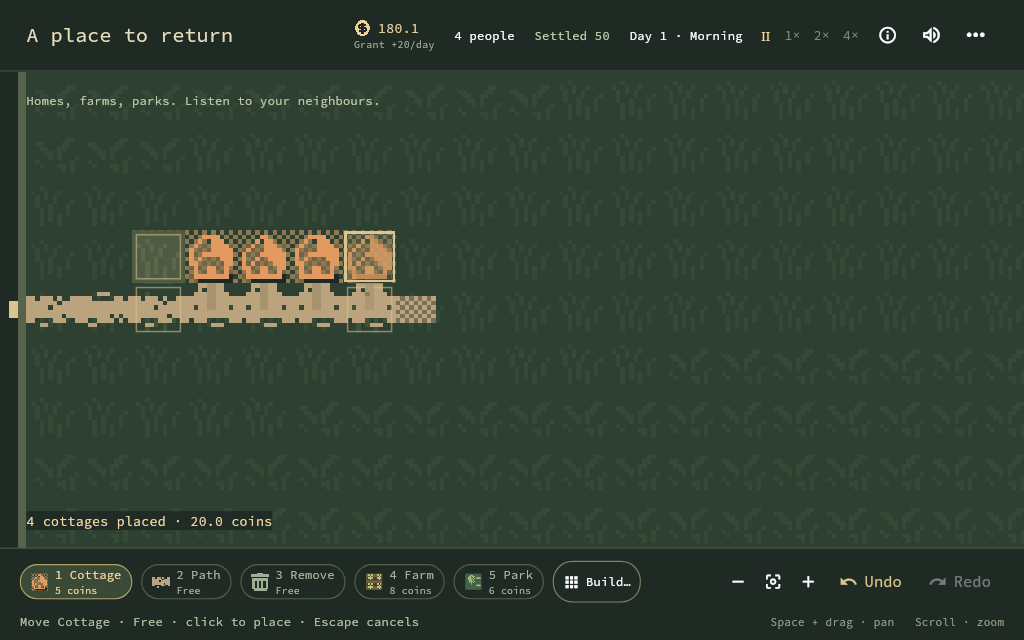 A place to return
180.1
Grant +20/day
4 people
Settled 50
Day 1 · Morning
II
1×
2×
4×
Homes, farms, parks. Listen to your neighbours.
4 cottages placed · 20.0 coins
1 Cottage
5 coins
2 Path
Free
3 Remove
Free
4 Farm
8 coins
5 Park
6 coins
Build…
Undo
Redo
Move Cottage · Free · click to place · Escape cancels
Space + drag · pan
Scroll · zoom